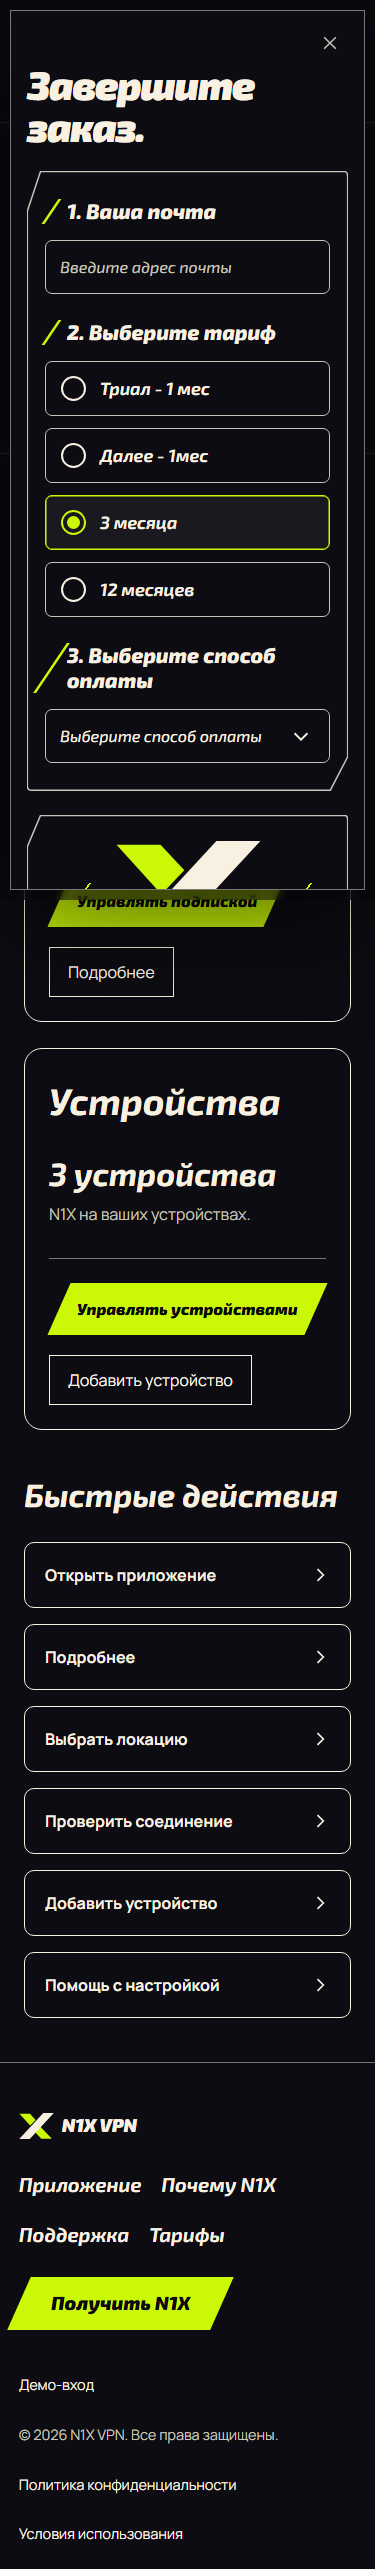 Завершите
заказ.
1. Ваша почта
Введите адрес почты
2. Выберите тариф
Триал - 1 мес
Далее - 1мес
3 месяца
12 месяцев
3. Выберите способ
оплаты
Выберите способ оплаты
Управлять подпиской
Подробнее
Устройства
3 устройства
N1X на ваших устройствах.
Управлять устройствами
Добавить устройство
Быстрые действия
Открыть приложение
Подробнее
Выбрать локацию
Проверить соединение
Добавить устройство
Помощь с настройкой
N1X VPN
Приложение Почему N1X
Поддержка Тарифы
Получить N1X
Демо-вход
© 2026 N1X VPN. Все права защищены.
Политика конфиденциальности
Условия использования